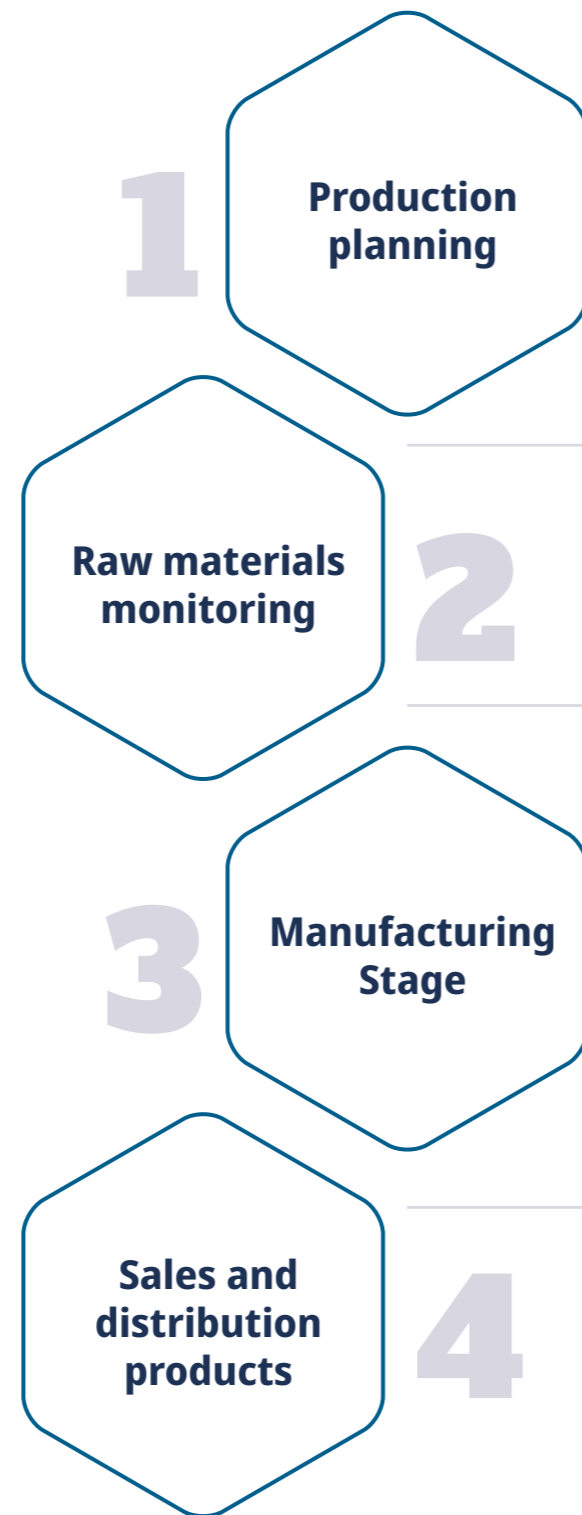 1
Production
planning
Raw materials
monitoring
2
3
Manufacturing
Stage
Sales and
distribution
products
4